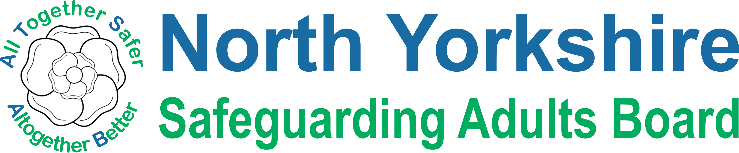 All Together Safer
Altogether Better
North Yorkshire
Safeguarding Adults Board